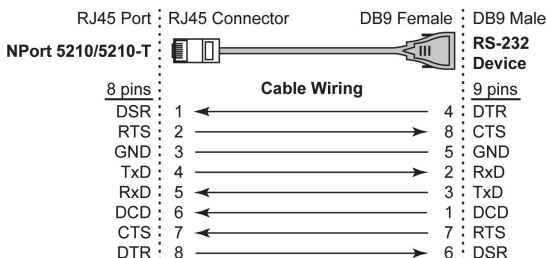 RJ45 Port RJ45 Connector DB9 Female DB9 Male
NPort 5210/5210-T RS-232
Device
8 pins Cable Wiring 9 pins
DSR 1 4 DTR
RTS 2 8 CTS
GND 3 5 GND
TxD 4 2 RxD
RxD 5 3 TxD
DCD 6 1 DCD
CTS 7 7 RTS
DTR 8 6 DSR